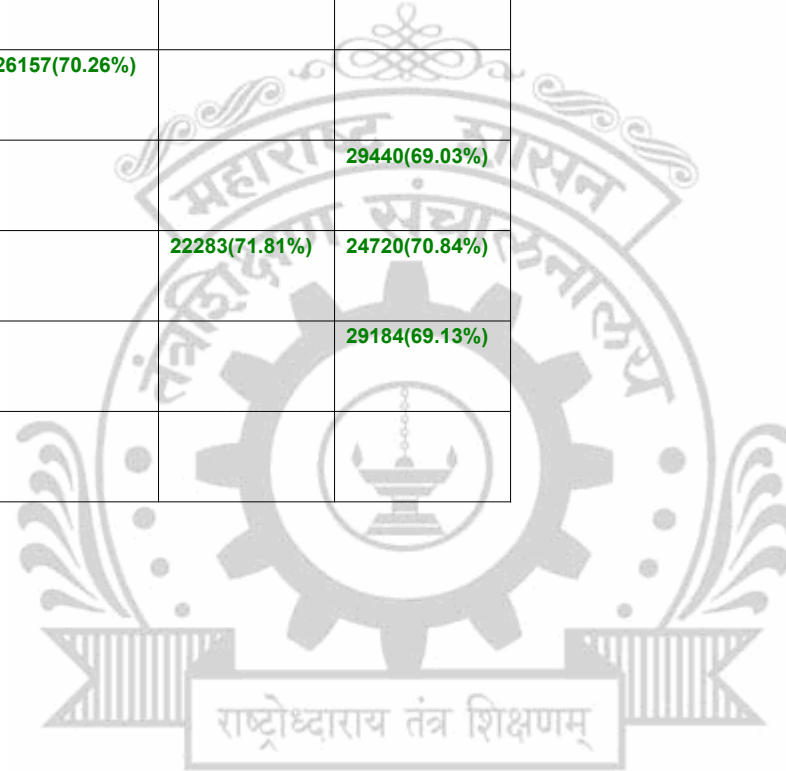 26157(70.26%)
29440(69.03%)
22283(71.81%) 24720(70.84%)
29184(69.13%)
महाराष्ट्र शासन
तंत्रशिक्षण संचालनालय
राष्ट्रोध्दाराय तंत्र शिक्षणम्